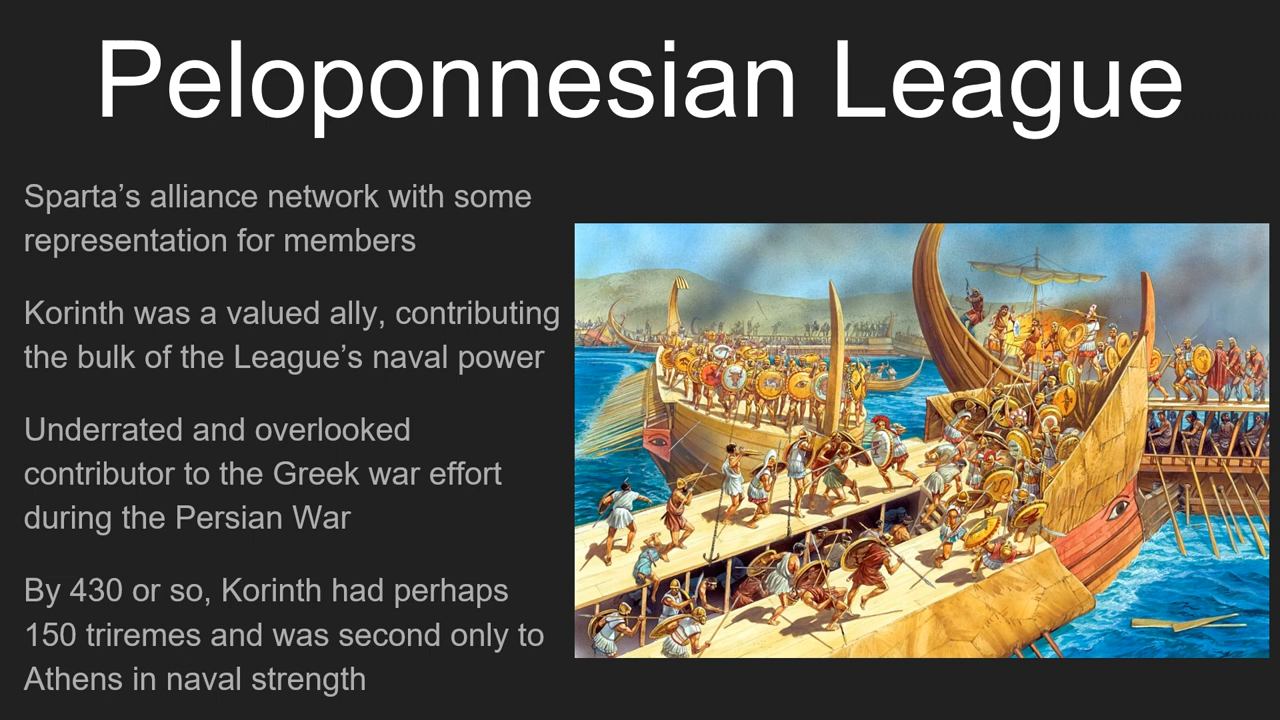 Peloponnesian League
Sparta’s alliance network with some
representation for members
Korinth was a valued ally, contributing
the bulk of the League’s naval power
Underrated and overlooked
contributor to the Greek war effort
during the Persian War
By 430 or so, Korinth had perhaps
150 triremes and was second only to
Athens in naval strength